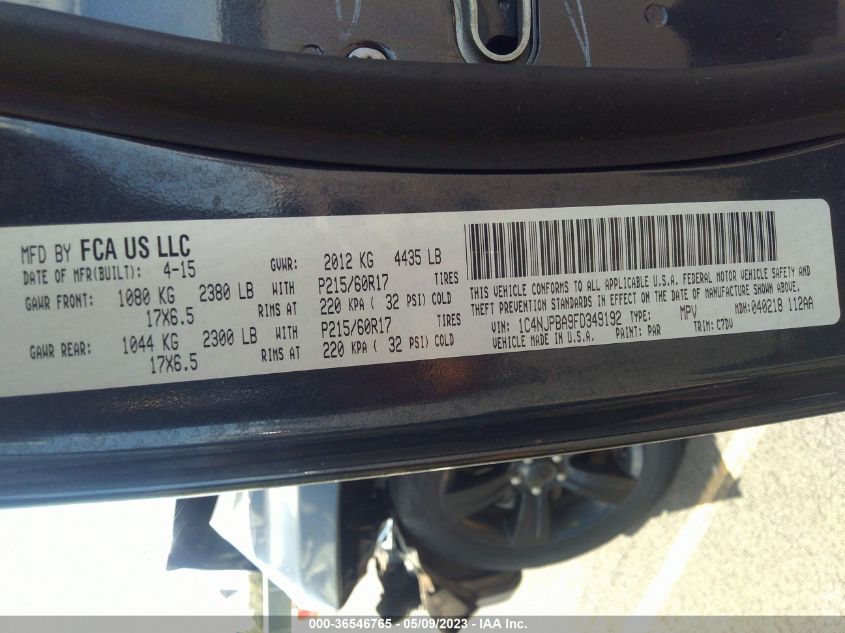 MFD BY FCA US LLC
DATE OF MFR(BUILT): 4-15 GVWR: 2012 KG 4435 LB
GAWR FRONT: 1080 KG 2380 LB WITH P215/60R17 TIRES
17X6.5 RIMS AT 220 KPA ( 32 PSI) COLD
GAWR REAR: 1044 KG 2300 LB WITH P215/60R17 TIRES
17X6.5 RIMS AT 220 KPA ( 32 PSI) COLD
THIS VEHICLE CONFORMS TO ALL APPLICABLE U.S.A. FEDERAL MOTOR VEHICLE SAFETY AND
THEFT PREVENTION STANDARDS IN EFFECT ON THE DATE OF MANUFACTURE SHOWN ABOVE.
VIN: 1C4NJPBA9FD349192 TYPE: MPV MDH: 040218 112AA
VEHICLE MADE IN U.S.A. PAINT: PAR TRIM: C7DV
000-36546765 - 05/09/2023 - IAA Inc.